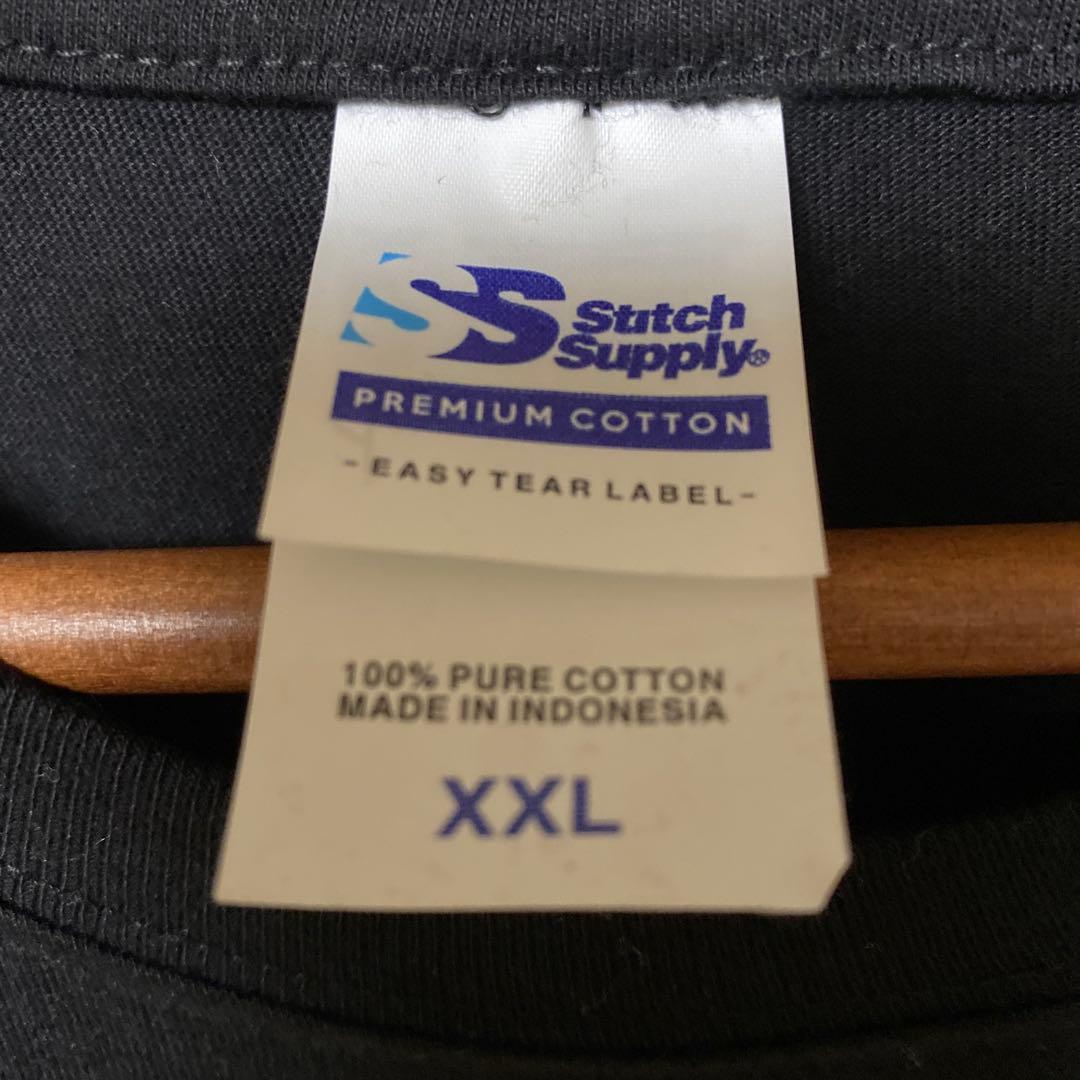 SS Stitch
Supply®
PREMIUM COTTON
-EASY TEAR LABEL-
100% PURE COTTON
MADE IN INDONESIA
XXL